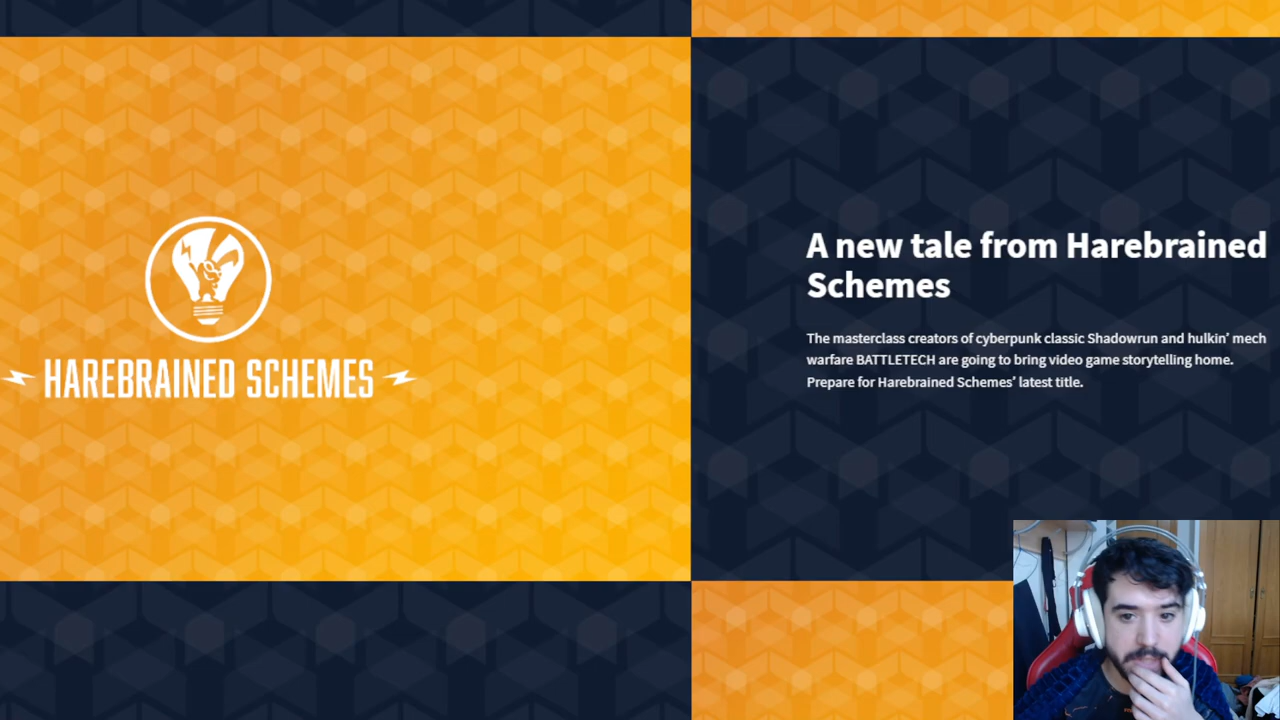 HAREBRAINED SCHEMES
A new tale from Harebrained
Schemes
The masterclass creators of cyberpunk classic Shadowrun and hulkin’ mech
warfare BATTLETECH are going to bring video game storytelling home.
Prepare for Harebrained Schemes’ latest title.